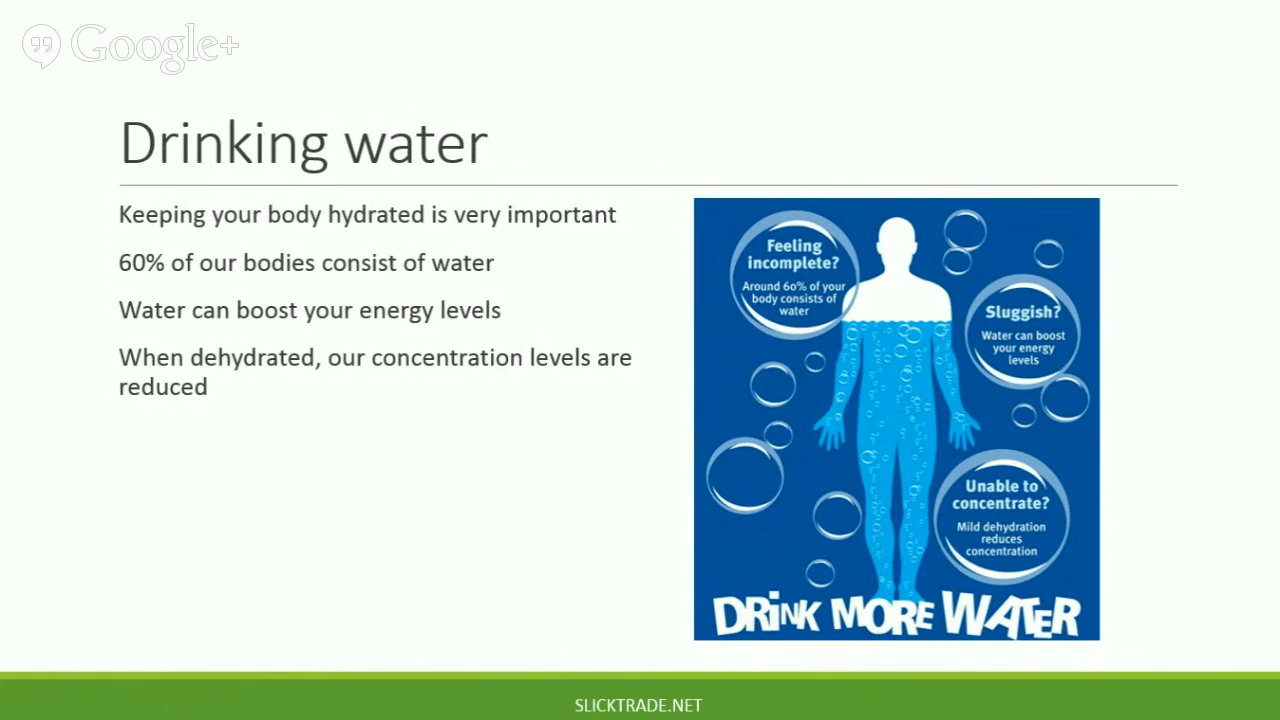 Google+
Drinking water
Keeping your body hydrated is very important
60% of our bodies consist of water
Water can boost your energy levels
When dehydrated, our concentration levels are
reduced
Feeling
incomplete?
Around 60% of your
body consists of
water
Sluggish?
Water can boost
your energy
levels
Unable to
concentrate?
Mild dehydration
reduces
concentration
DRiNK MORE WATER
SLICKTRADE.NET